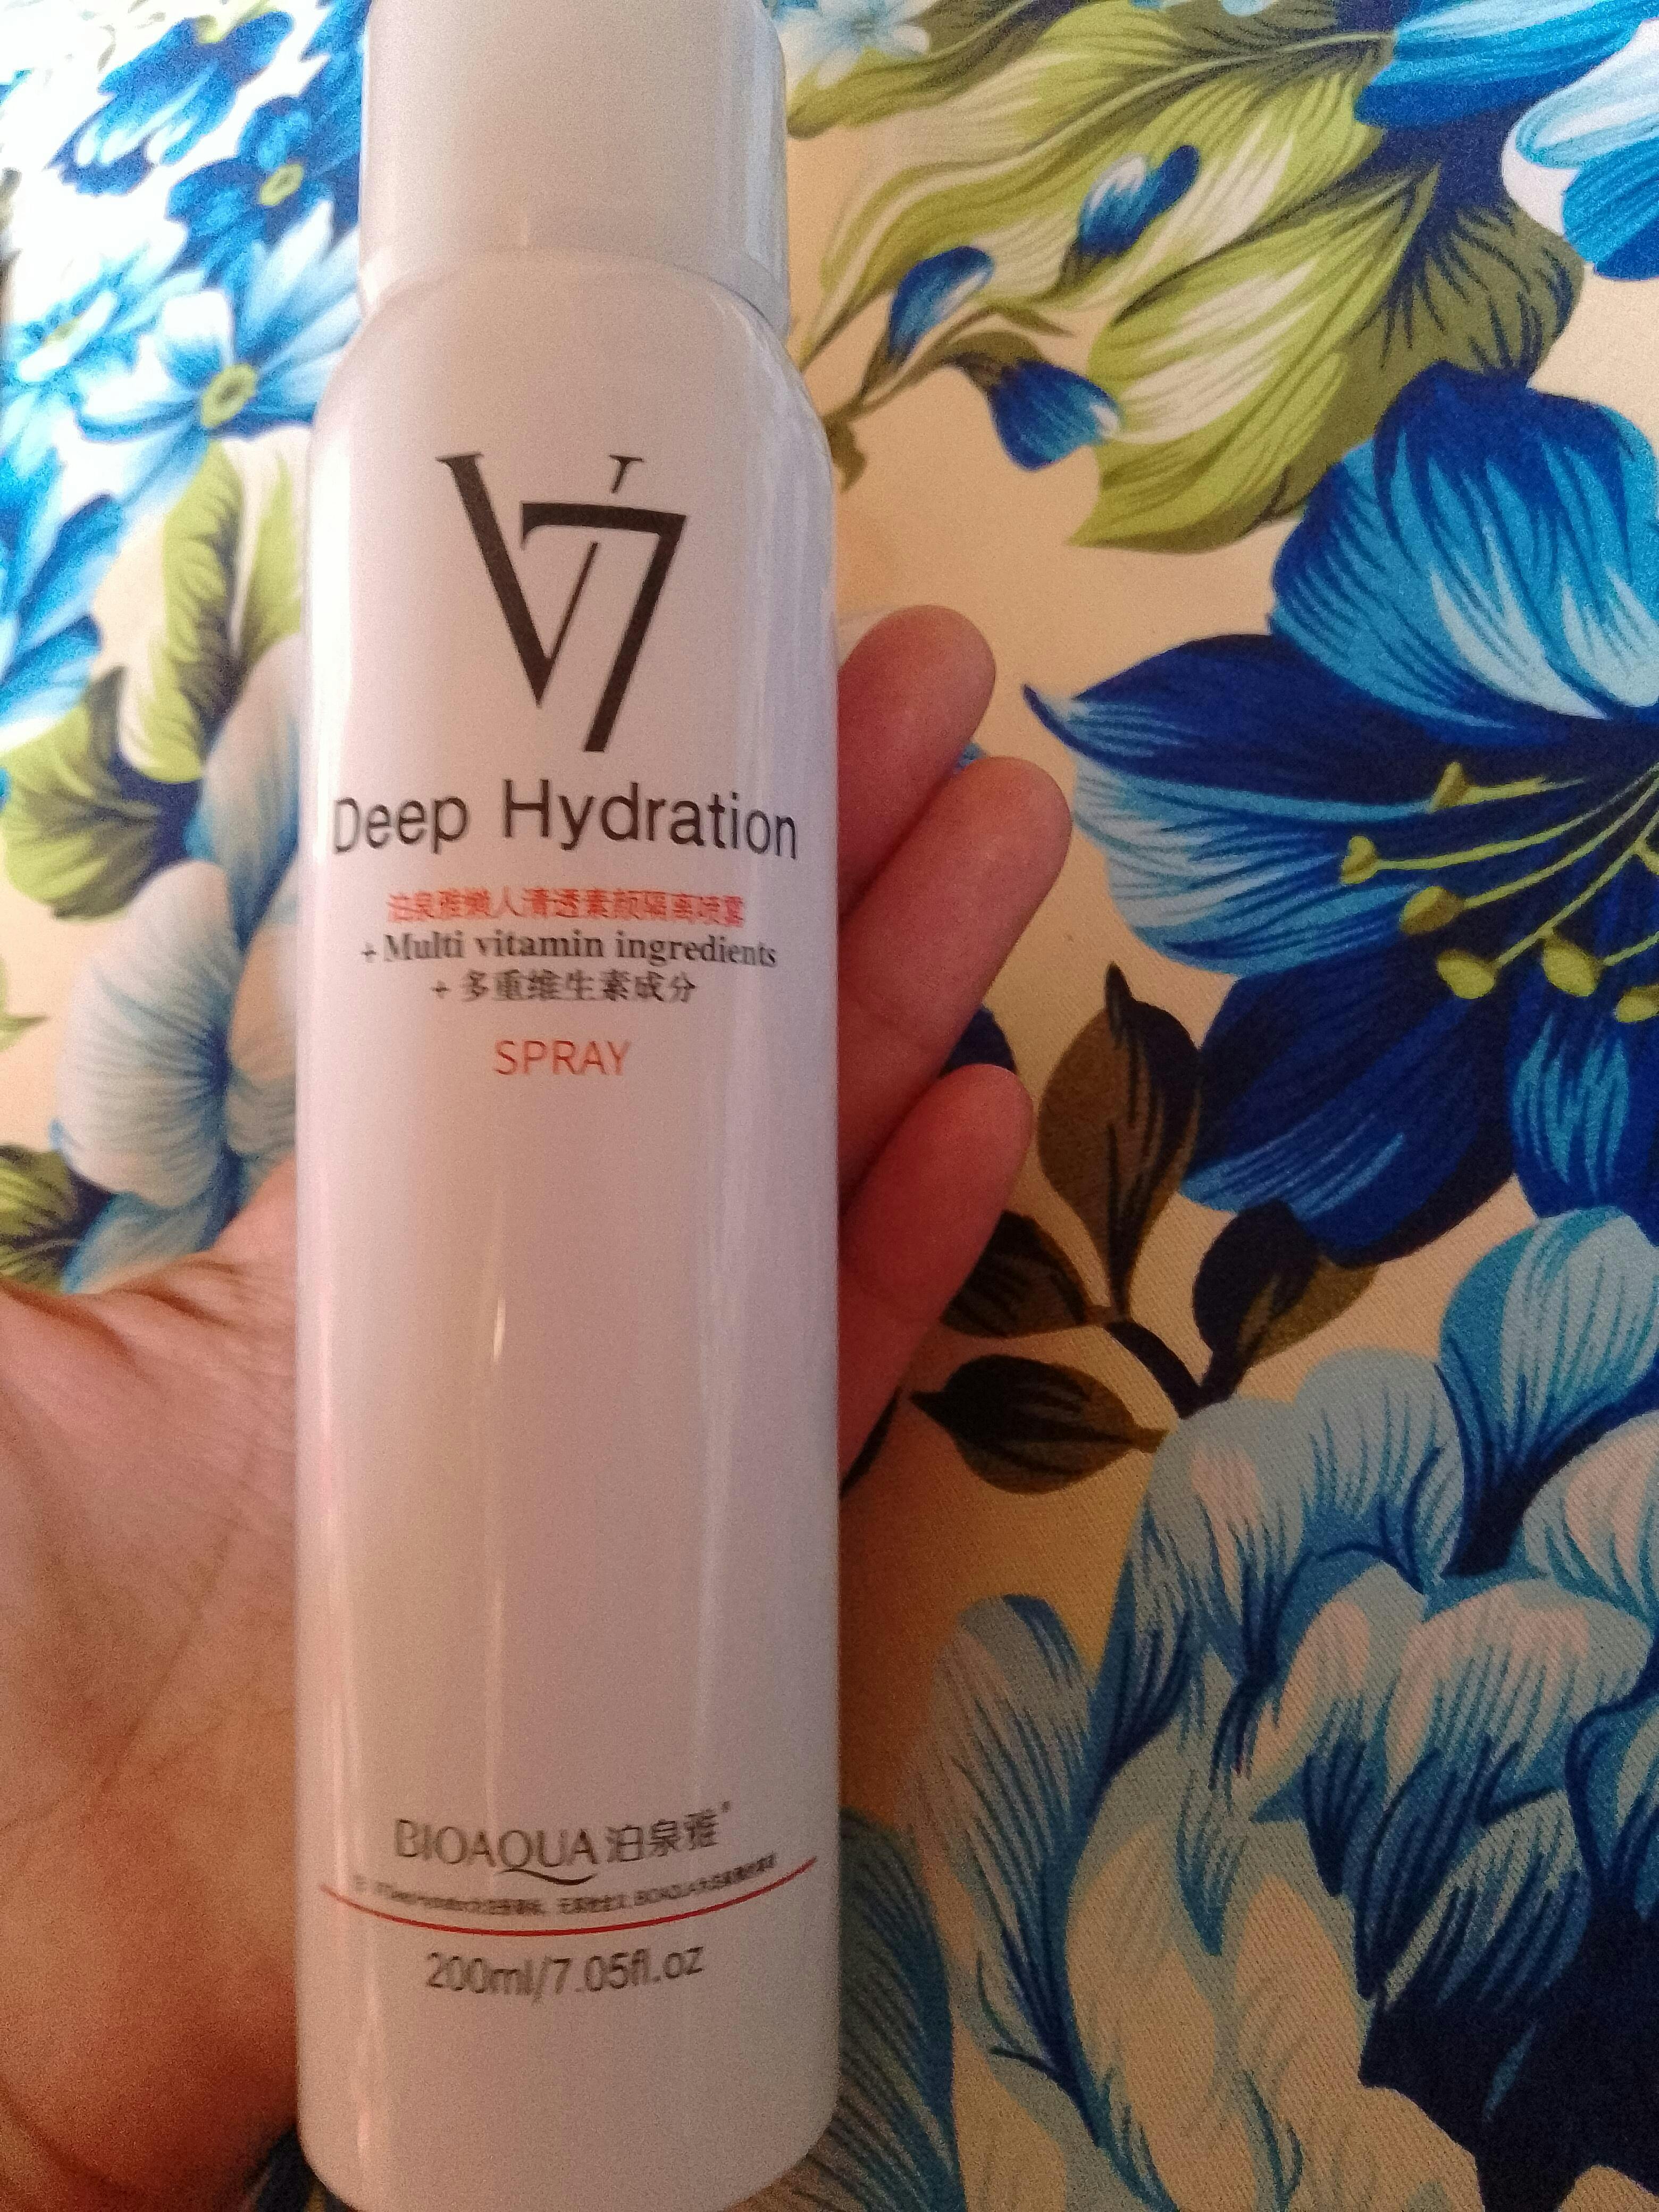 V7
Deep Hydration
泊泉雅懒人清透素颜隔离喷雾
+ Multi vitamin ingredients
+ 多重维生素成分
SPRAY
BIOAQUA 泊泉雅
200ml/7.05fl.oz